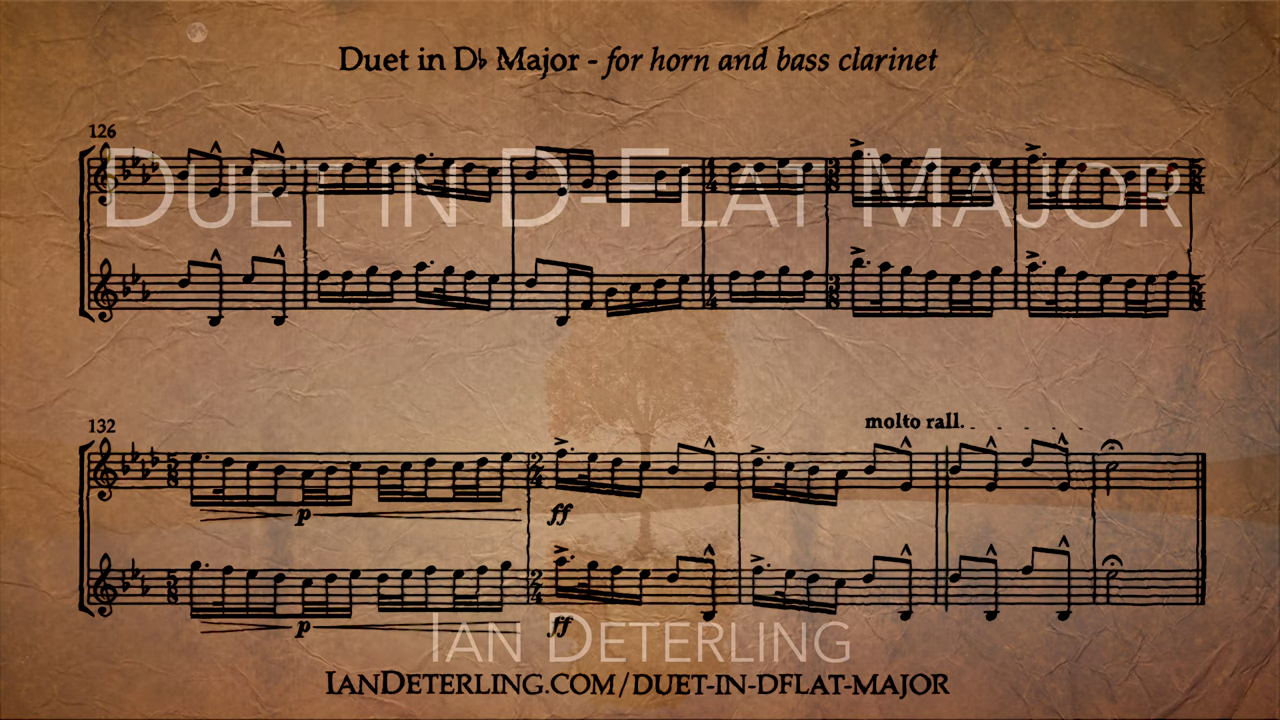 Duet in D♭ Major - for horn and bass clarinet
126
DUET IN D-FLAT MAJOR
132
molto rall.
p
ff
p
ff
IAN DETERLING
IANDETERLING.COM/DUET-IN-DFLAT-MAJOR